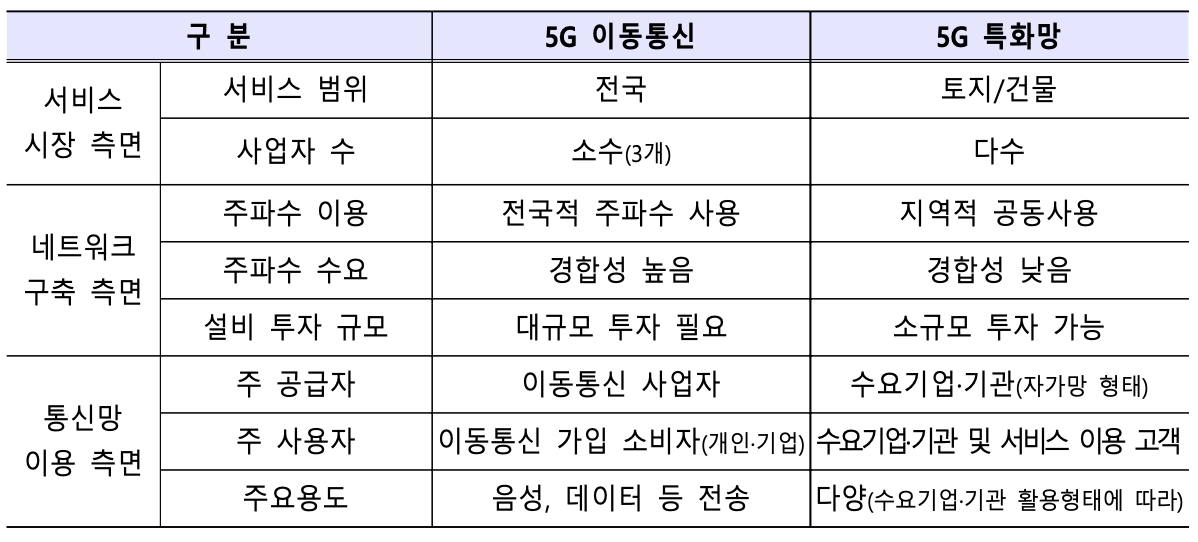 구 분 5G 이동통신 5G 특화망
서비스 시장 측면 서비스 범위 전국 토지/건물
사업자 수 소수(3개) 다수
네트워크 구축 측면 주파수 이용 전국적 주파수 사용 지역적 공동사용
주파수 수요 경합성 높음 경합성 낮음
설비 투자 규모 대규모 투자 필요 소규모 투자 가능
통신망 이용 측면 주 공급자 이동통신 사업자 수요기업·기관(자가망 형태)
주 사용자 이동통신 가입 소비자(개인·기업) 수요기업·기관 및 서비스 이용 고객
주요용도 음성, 데이터 등 전송 다양(수요기업·기관 활용형태에 따라)